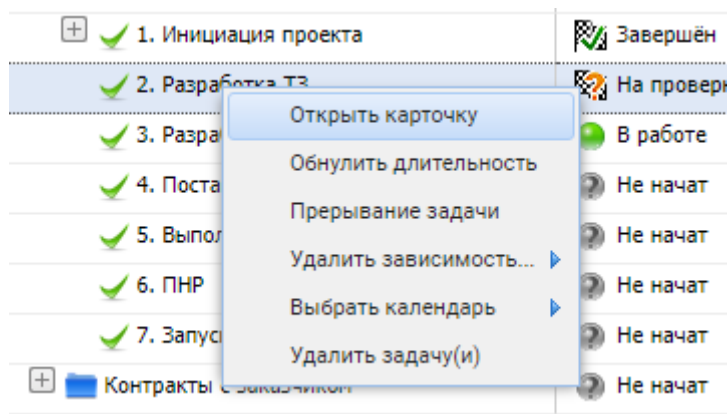 1. Инициация проекта Завершён
2. Разработка ТЗ На проверк
Открыть карточку
3. Разра В работе
Обнулить длительность
4. Поста Не начат
Прерывание задачи
5. Выпол Не начат
Удалить зависимость...
6. ПНР Не начат
Выбрать календарь
7. Запус Не начат
Удалить задачу(и)
Контракты с заказчиком Не начат